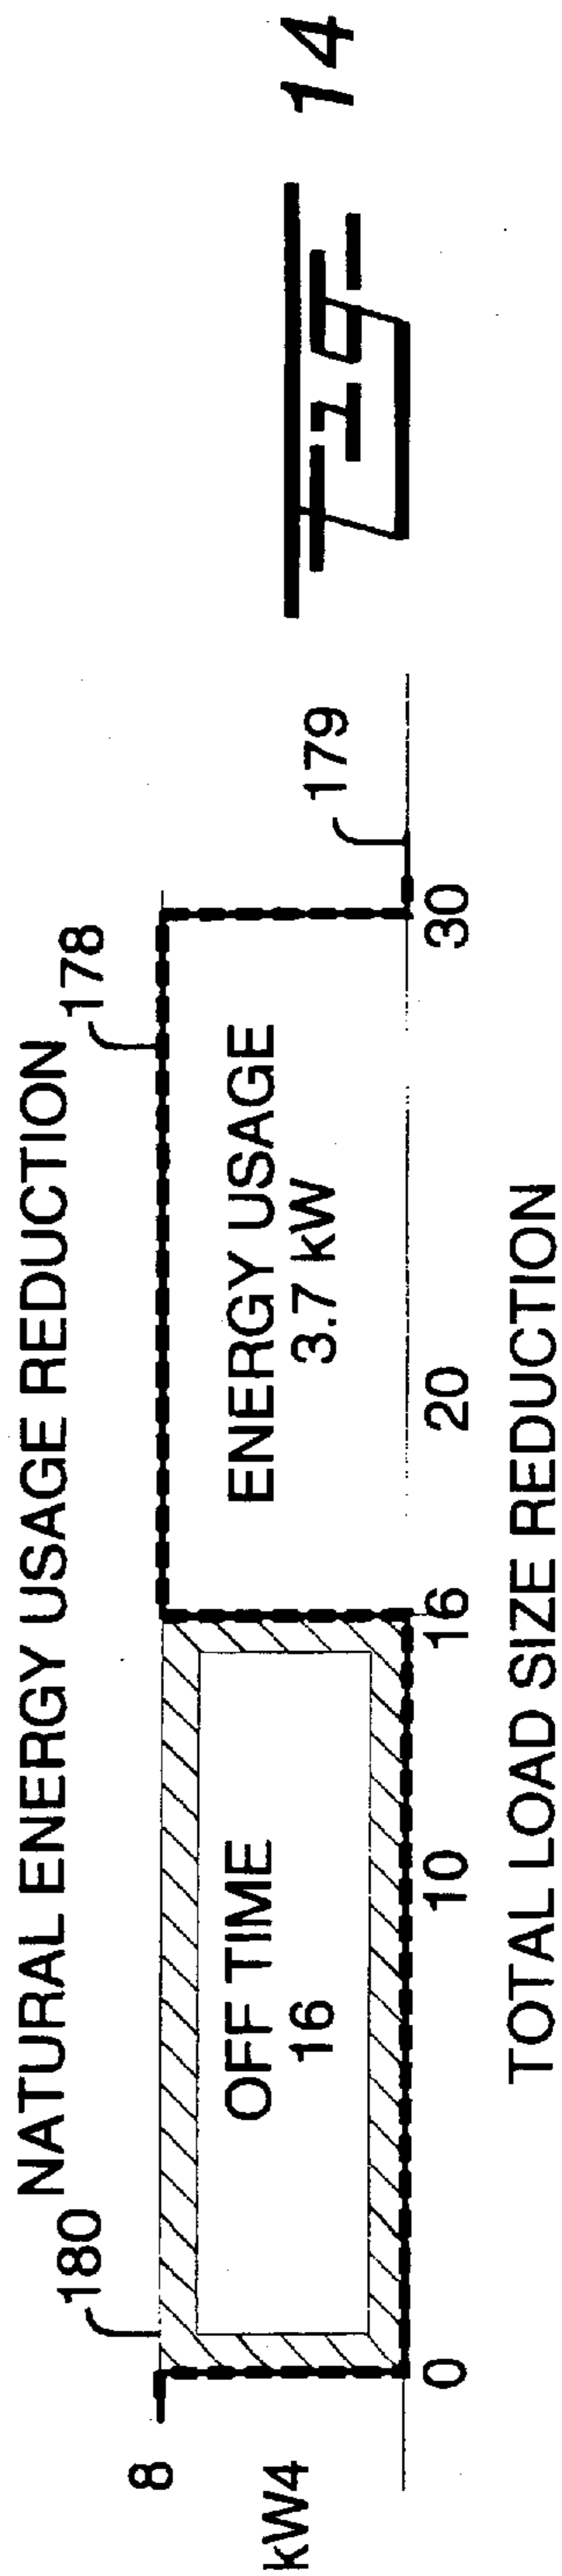 NATURAL ENERGY USAGE REDUCTION
180
178
8
kW4
OFF TIME
16
ENERGY USAGE
3.7 kW
179
0
10
16
20
30
TOTAL LOAD SIZE REDUCTION
Fig. 14